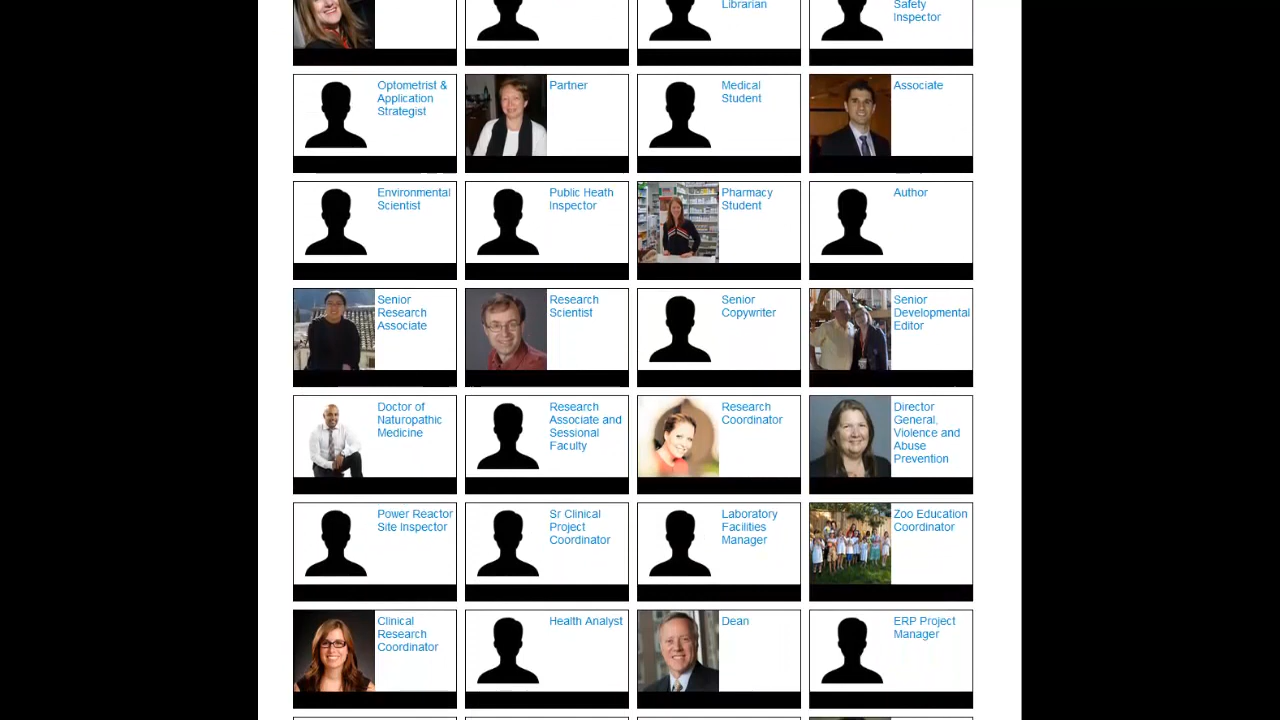 Librarian
Safety
Inspector
Optometrist &
Application
Strategist
Partner
Medical
Student
Associate
Environmental
Scientist
Public Heath
Inspector
Pharmacy
Student
Author
Senior
Research
Associate
Research
Scientist
Senior
Copywriter
Senior
Developmental
Editor
Doctor of
Naturopathic
Medicine
Research
Associate and
Sessional
Faculty
Research
Coordinator
Director
General,
Violence and
Abuse
Prevention
Power Reactor
Site Inspector
Sr Clinical
Project
Coordinator
Laboratory
Facilities
Manager
Zoo Education
Coordinator
Clinical
Research
Coordinator
Health Analyst
Dean
ERP Project
Manager